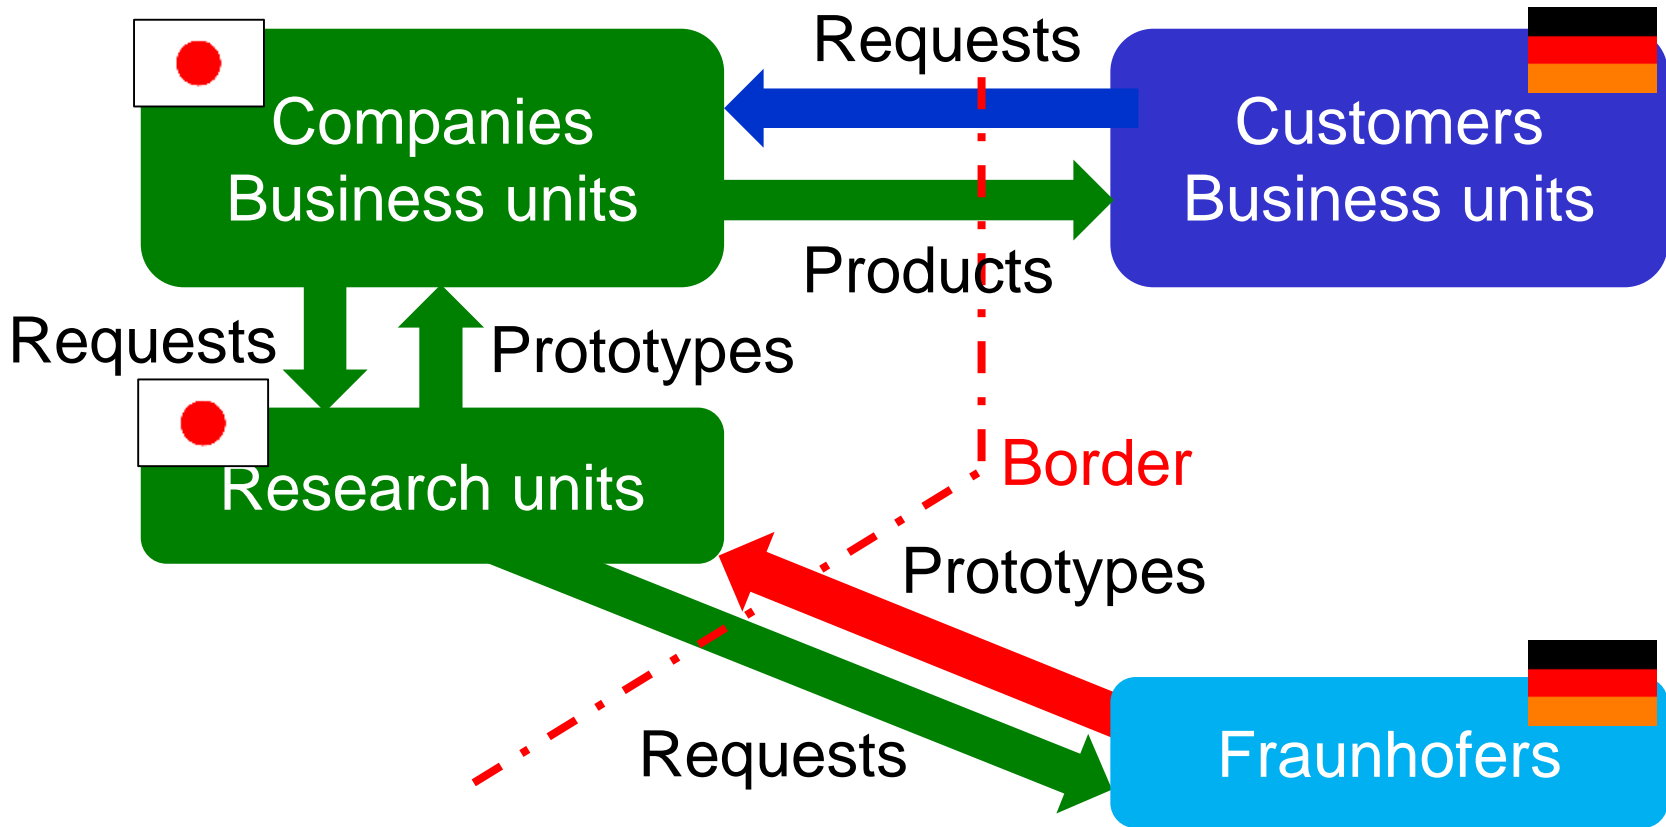 Requests
Companies
Business units
Customers
Business units
Products
Requests
Prototypes
Border
Research units
Prototypes
Requests
Fraunhofers